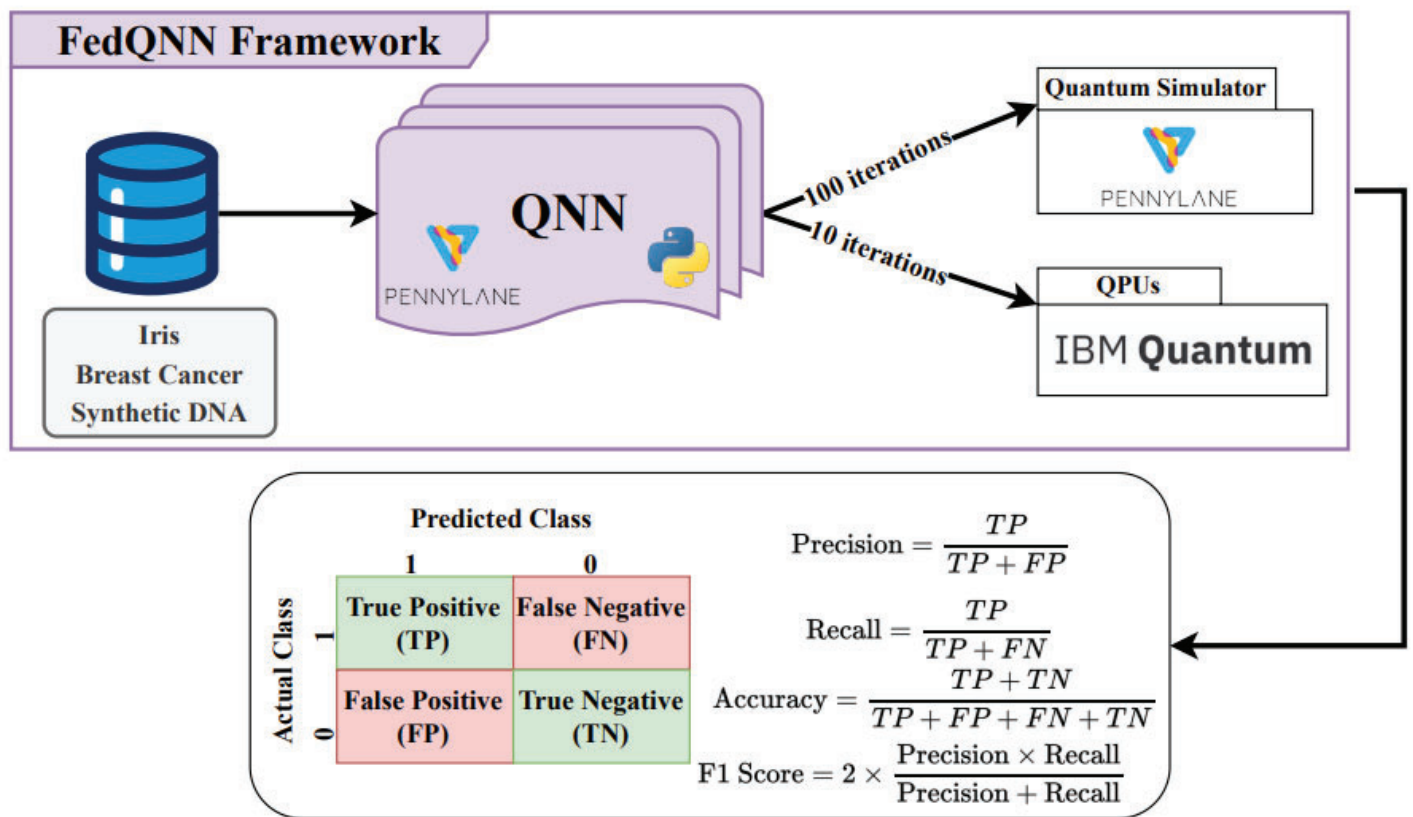 FedQNN Framework
Iris
Breast Cancer
Synthetic DNA
QNN
PENNYLANE
100 iterations
10 iterations
Quantum Simulator
PENNYLANE
QPUs
IBM Quantum
Predicted Class
1 0
Actual Class
1
0
True Positive
(TP)
False Negative
(FN)
False Positive
(FP)
True Negative
(TN)
Precision = TP / TP + FP
Recall = TP / TP + FN
Accuracy = TP + TN / TP + FP + FN + TN
F1 Score = 2 × Precision × Recall / Precision + Recall